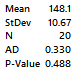 Mean 148.1
StDev 10.67
N 20
AD 0.330
P-Value 0.488